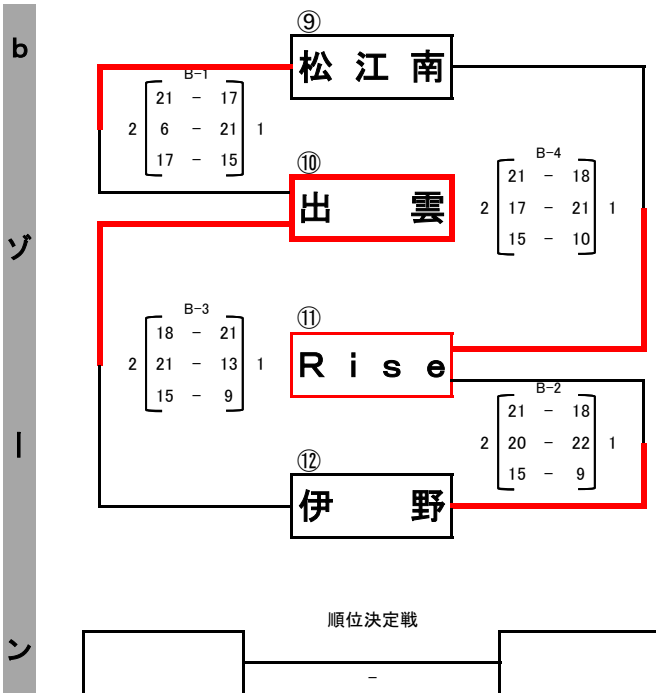 b ゾ ー ン
⑨
松 江 南
B-1
21 - 17
2 6 - 21 1
17 - 15
⑩
出 雲
B-4
21 - 18
2 17 - 21 1
15 - 10
B-3
18 - 21
2 21 - 13 1
15 - 9
⑪
R i s e
B-2
21 - 18
2 20 - 22 1
15 - 9
⑫
伊 野
順位決定戦
-